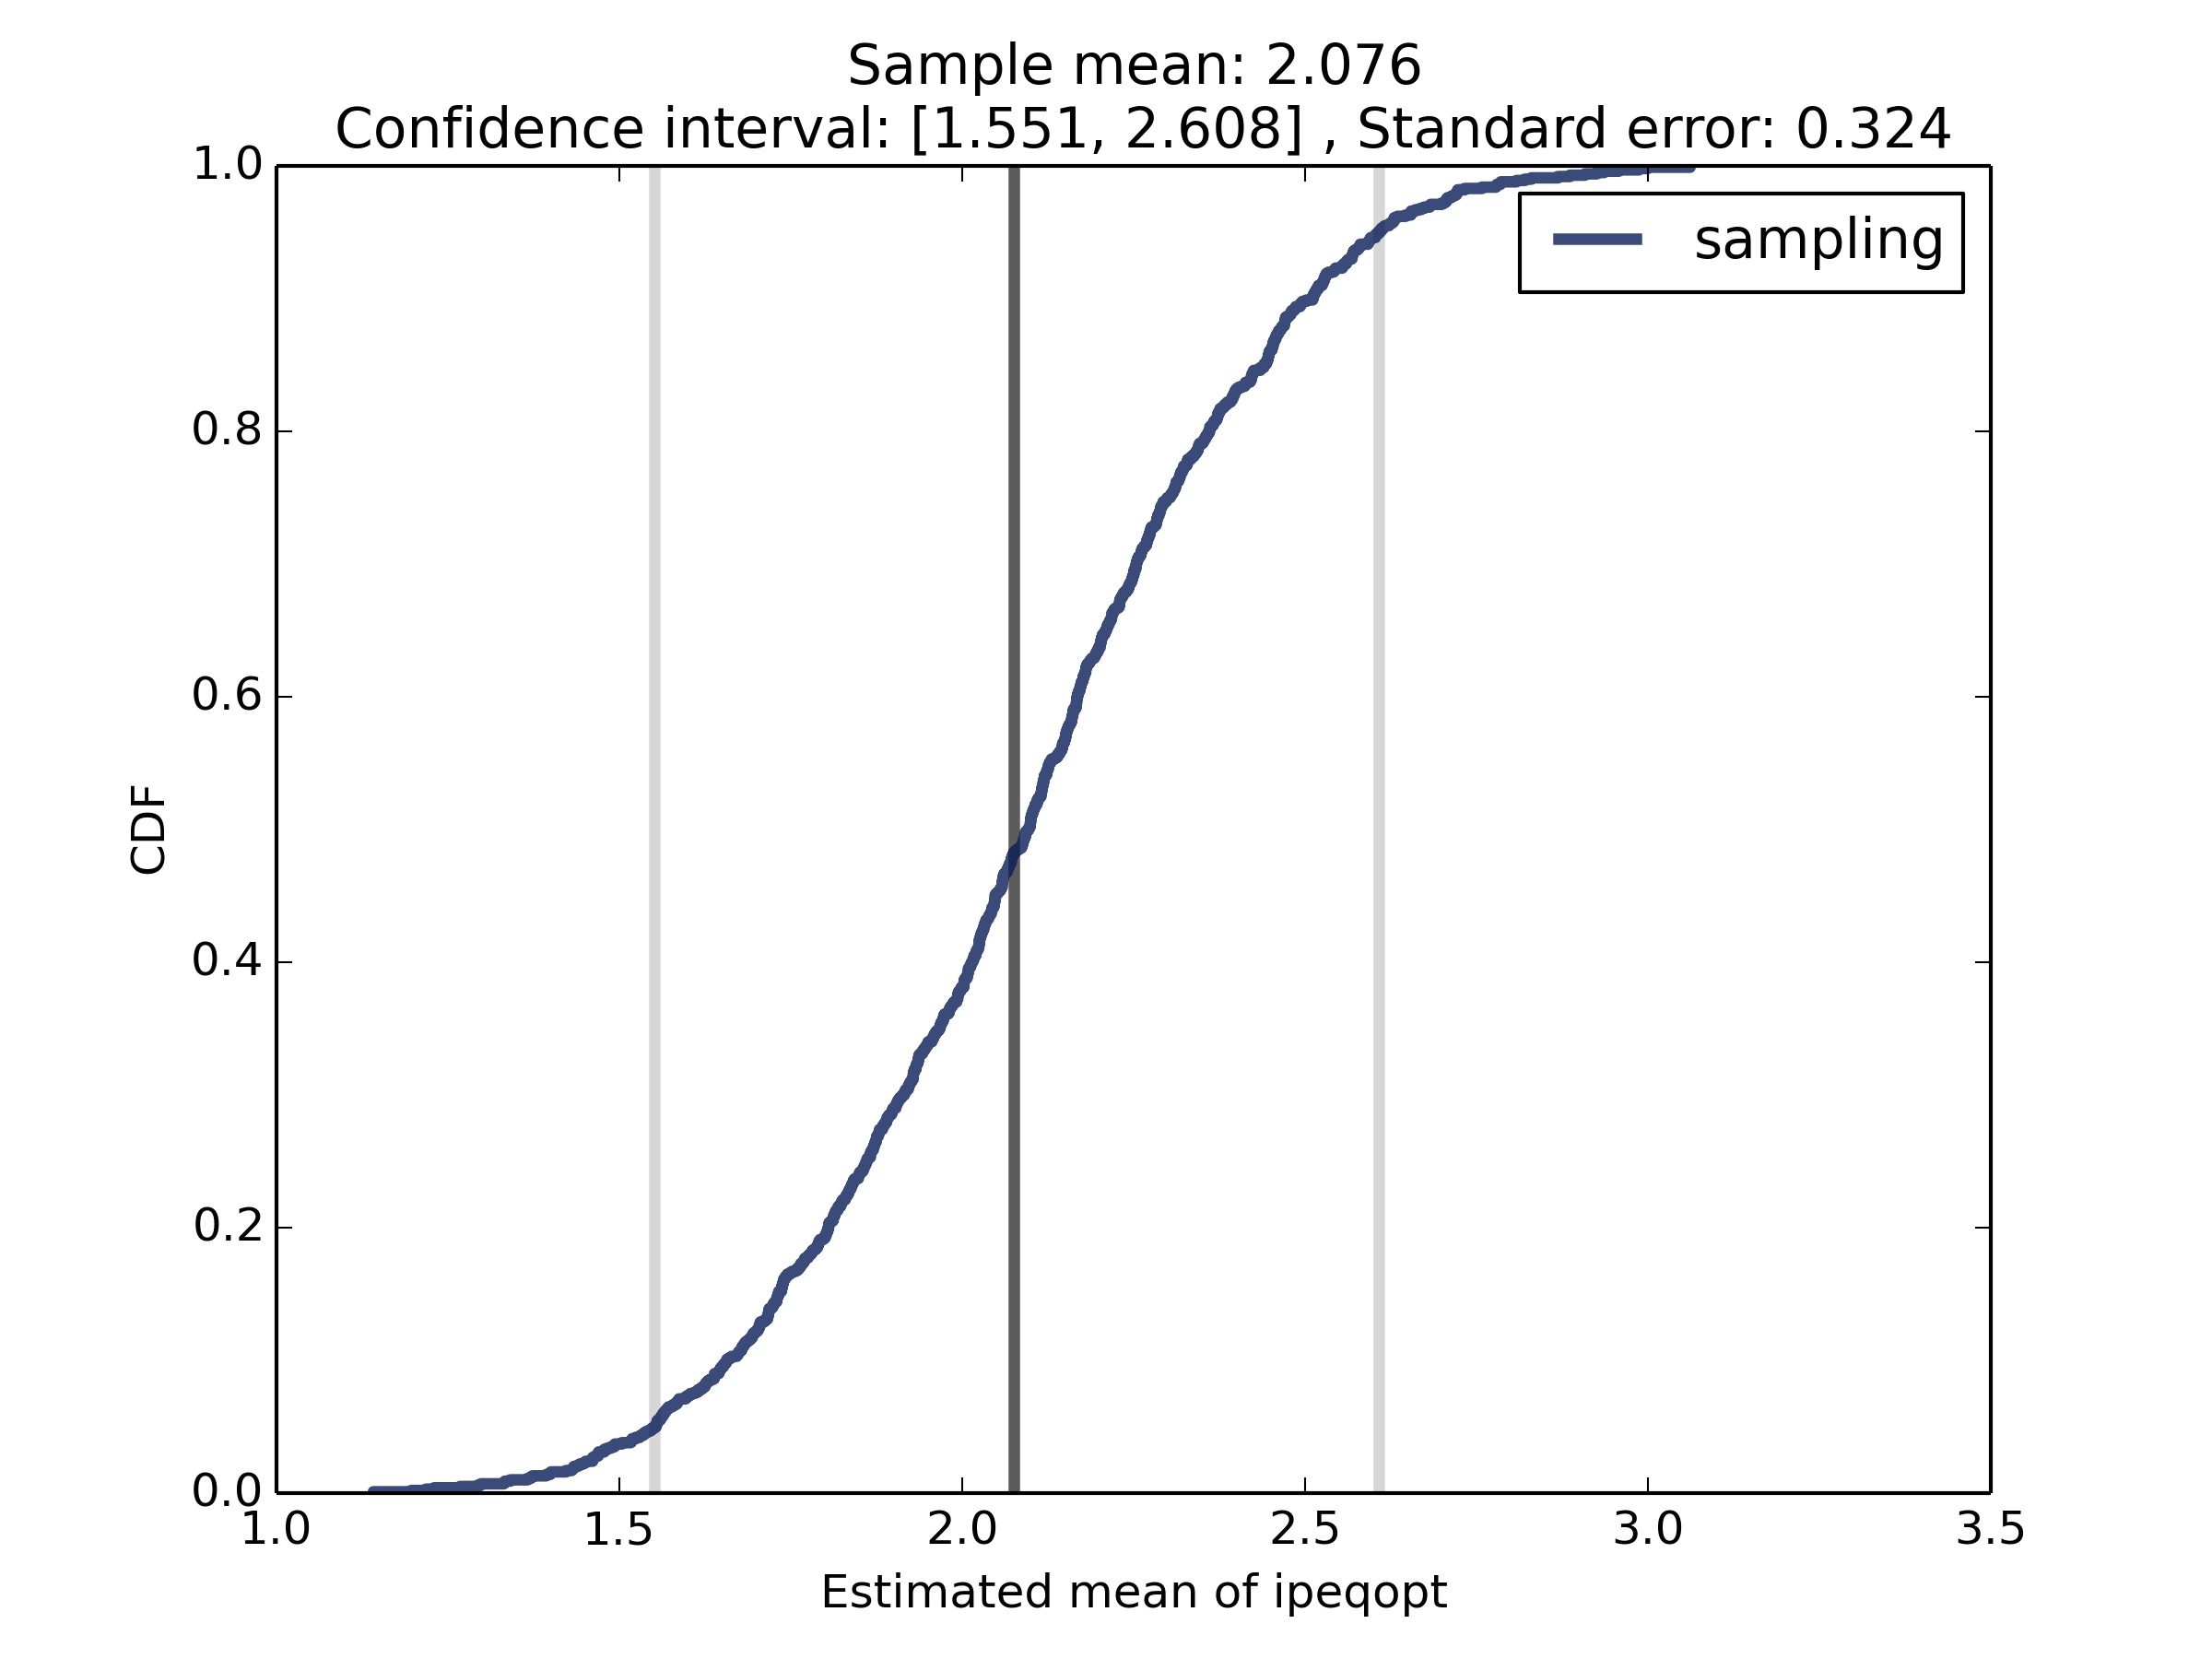 Sample mean: 2.076
Confidence interval: [1.551, 2.608] , Standard error: 0.324
1.0
0.8
0.6
0.4
0.2
0.0
CDF
sampling
1.0 1.5 2.0 2.5 3.0 3.5
Estimated mean of ipeqopt